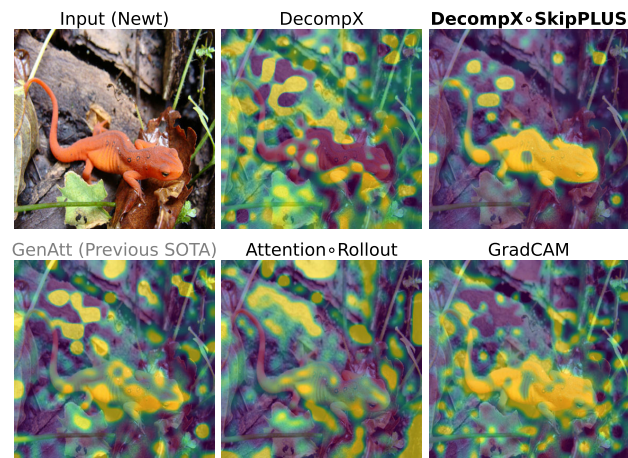 Input (Newt)
DecompX
DecompX∘SkipPLUS
GenAtt (Previous SOTA)
Attention∘Rollout
GradCAM